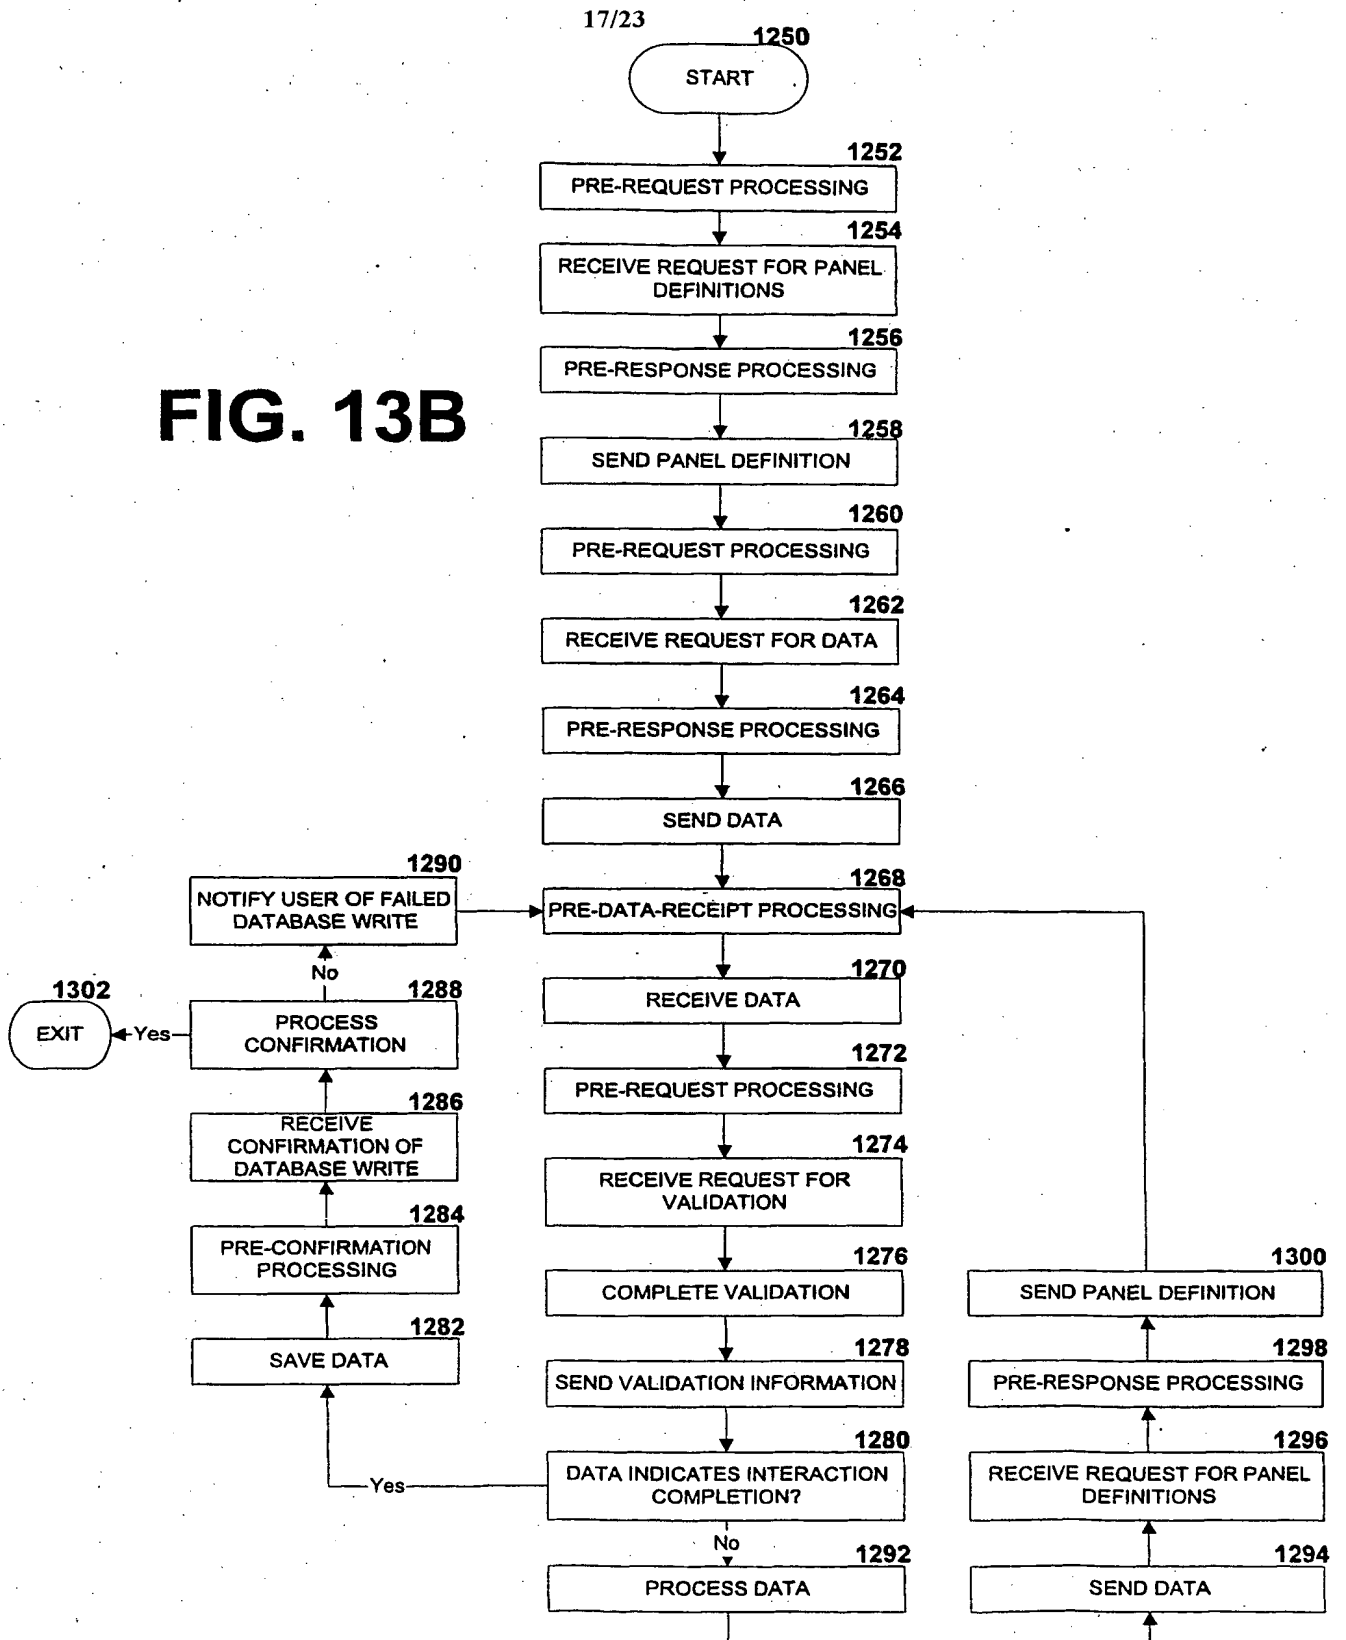 17/23
1250
START
1252
PRE-REQUEST PROCESSING
1254
RECEIVE REQUEST FOR PANEL
DEFINITIONS
1256
PRE-RESPONSE PROCESSING
FIG. 13B
1258
SEND PANEL DEFINITION
1260
PRE-REQUEST PROCESSING
1262
RECEIVE REQUEST FOR DATA
1264
PRE-RESPONSE PROCESSING
1266
SEND DATA
1268
PRE-DATA-RECEIPT PROCESSING
1270
RECEIVE DATA
1272
PRE-REQUEST PROCESSING
1274
RECEIVE REQUEST FOR
VALIDATION
1276
COMPLETE VALIDATION
1278
SEND VALIDATION INFORMATION
1280
DATA INDICATES INTERACTION
COMPLETION?
Yes
1282
SAVE DATA
1284
PRE-CONFIRMATION
PROCESSING
1286
RECEIVE
CONFIRMATION OF
DATABASE WRITE
1288
PROCESS
CONFIRMATION
Yes
1302
EXIT
No
1290
NOTIFY USER OF FAILED
DATABASE WRITE
No
1292
PROCESS DATA
1294
SEND DATA
1296
RECEIVE REQUEST FOR PANEL
DEFINITIONS
1298
PRE-RESPONSE PROCESSING
1300
SEND PANEL DEFINITION